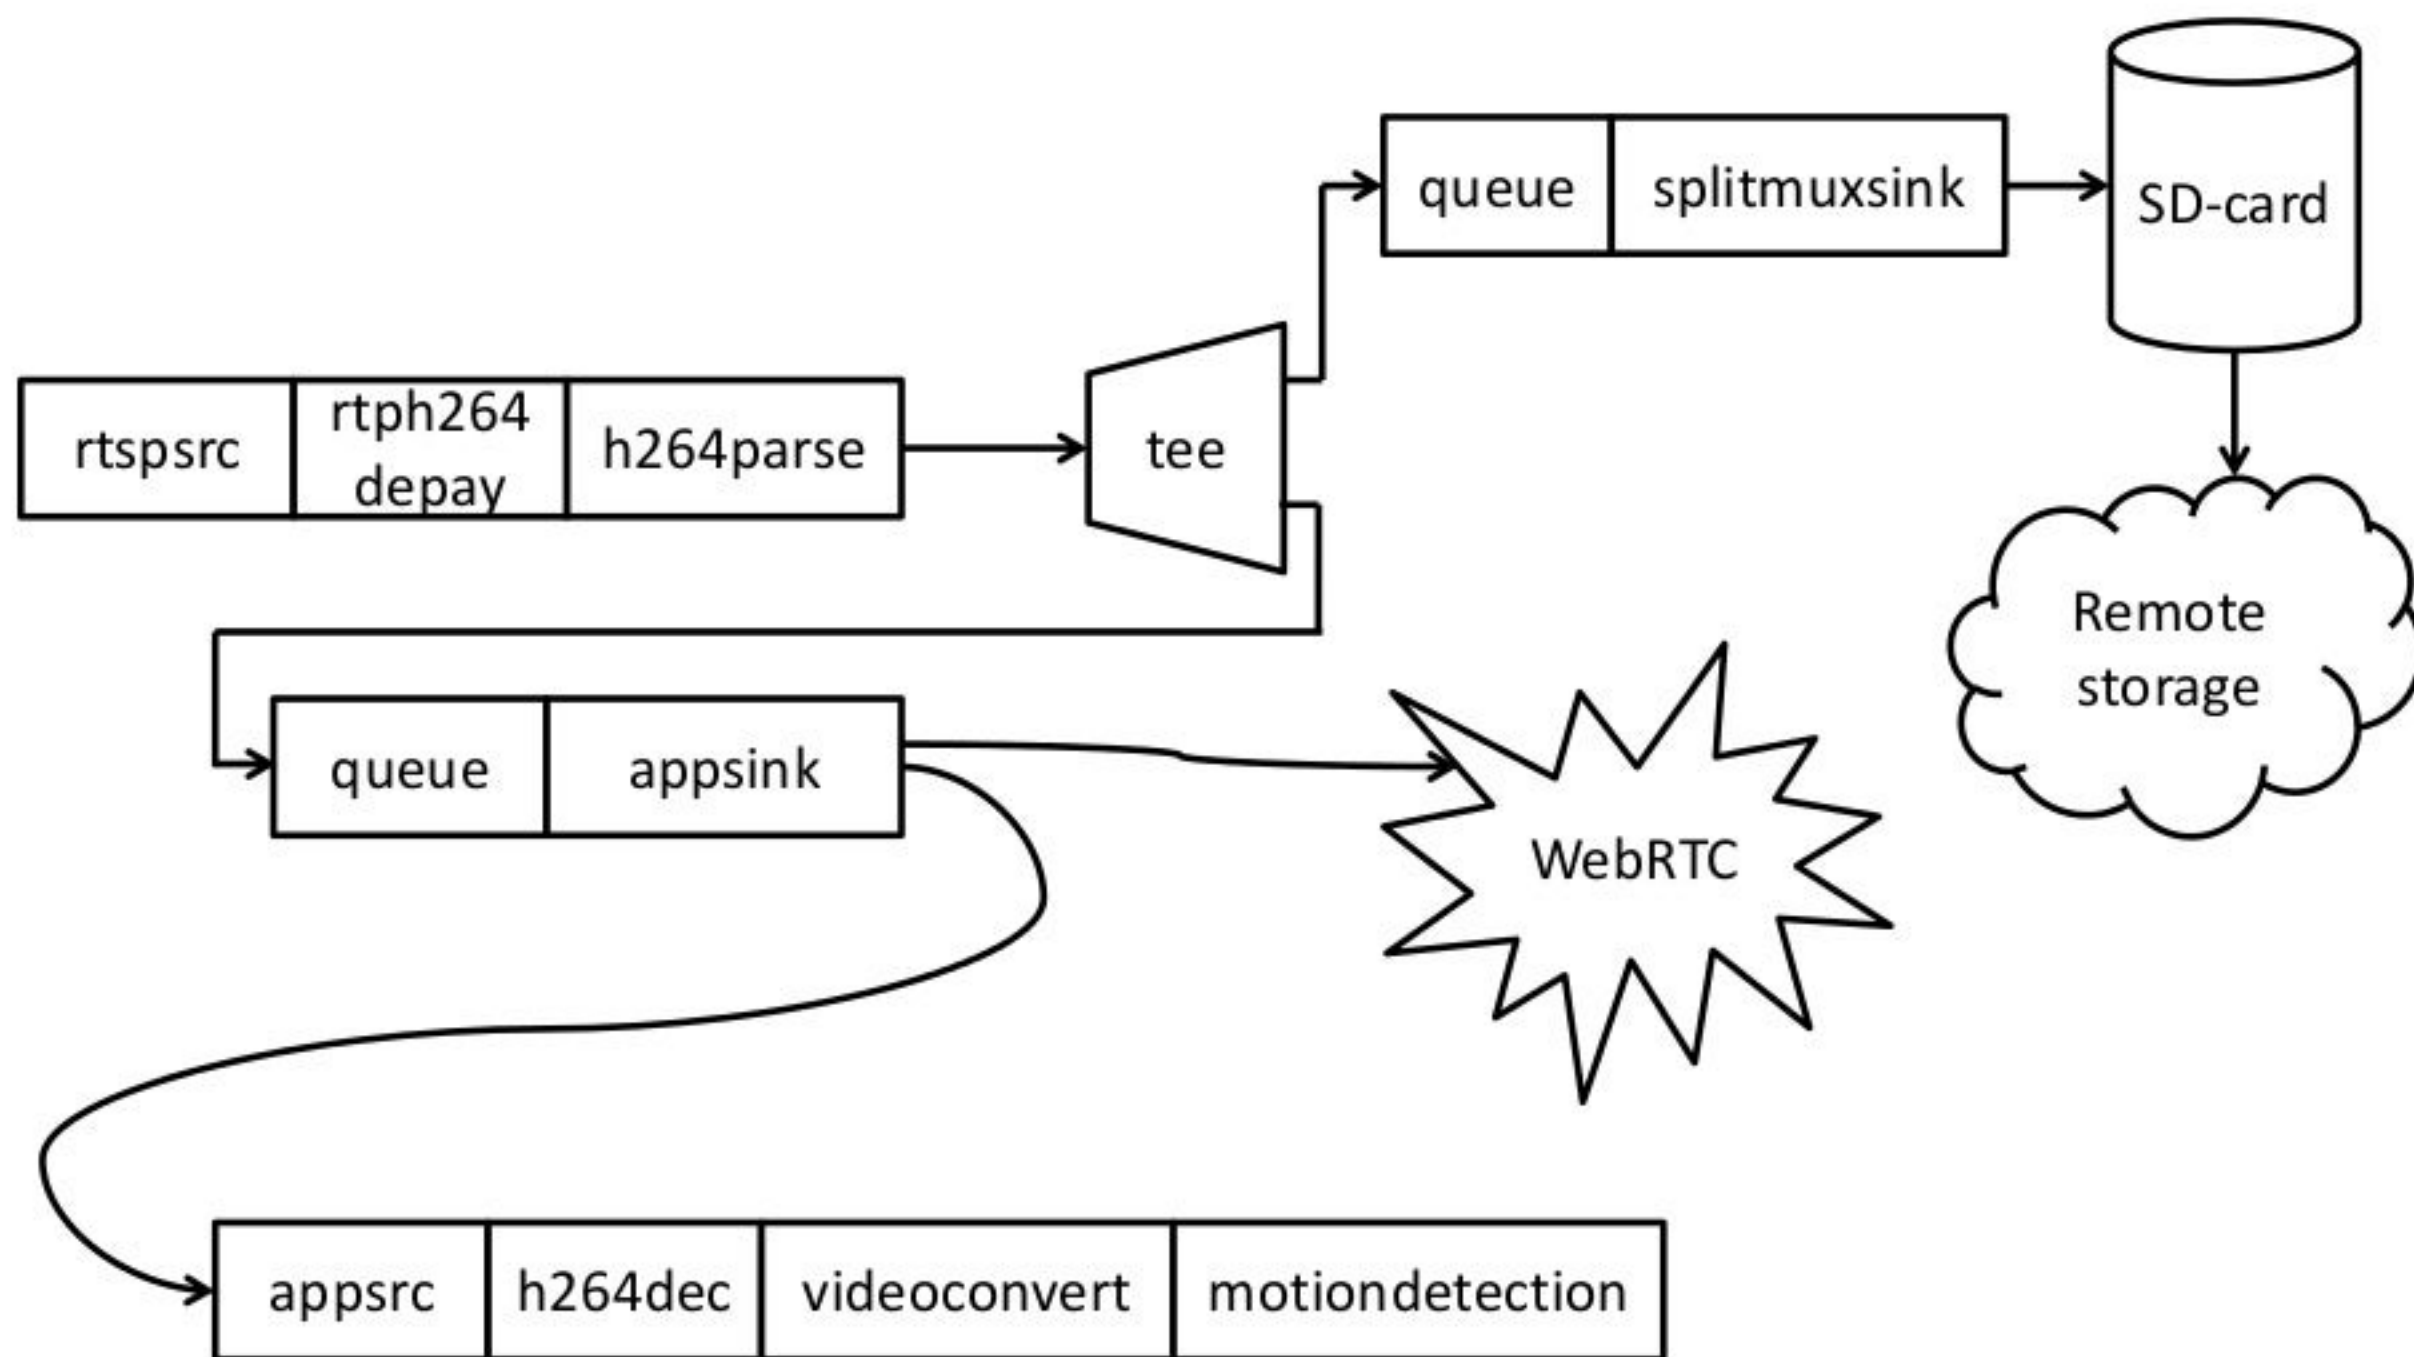 queue
splitmuxsink
SD-card
rtspsrc
rtph264
depay
h264parse
tee
Remote
storage
queue
appsink
WebRTC
appsrc
h264dec
videoconvert
motiondetection